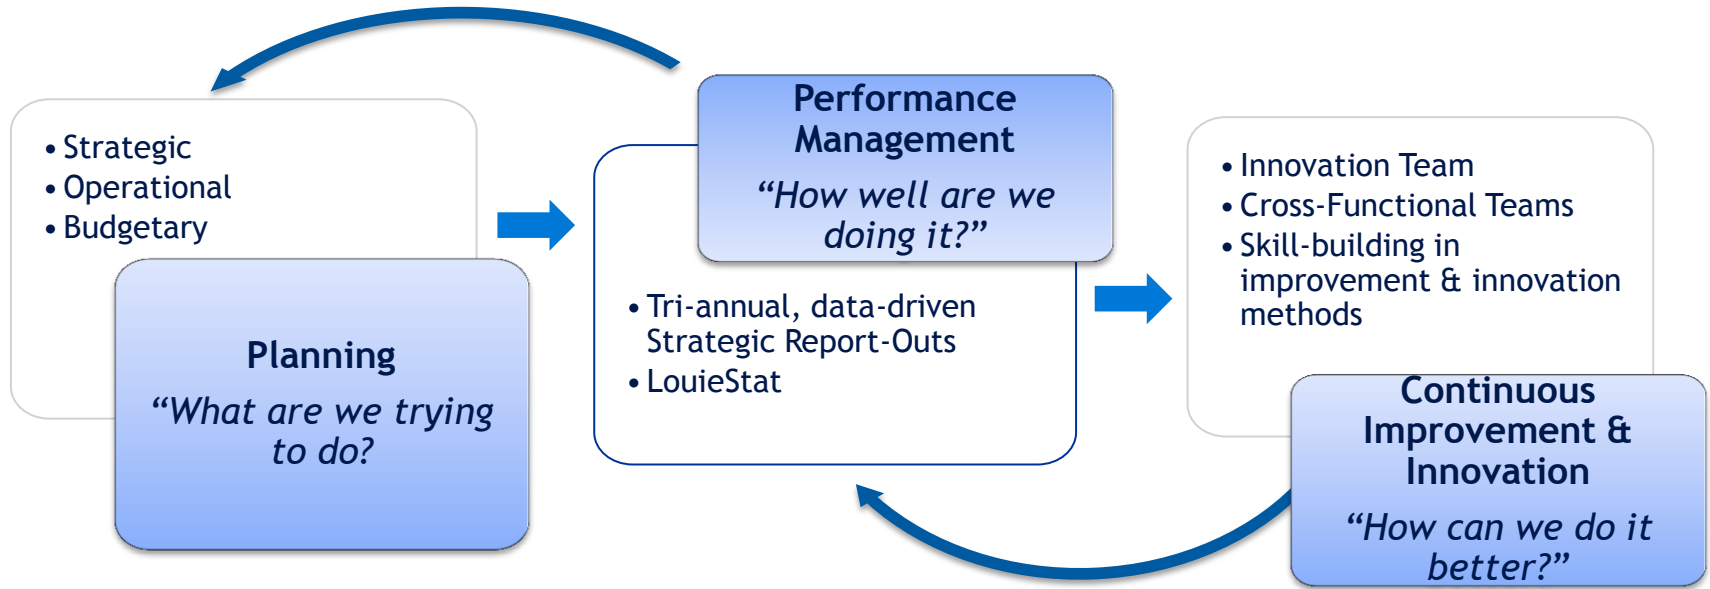 • Strategic
• Operational
• Budgetary
Planning
“What are we trying
to do?
Performance
Management
“How well are we
doing it?”
• Tri-annual, data-driven
Strategic Report-Outs
• LouieStat
• Innovation Team
• Cross-Functional Teams
• Skill-building in
improvement & innovation
methods
Continuous
Improvement &
Innovation
“How can we do it
better?”